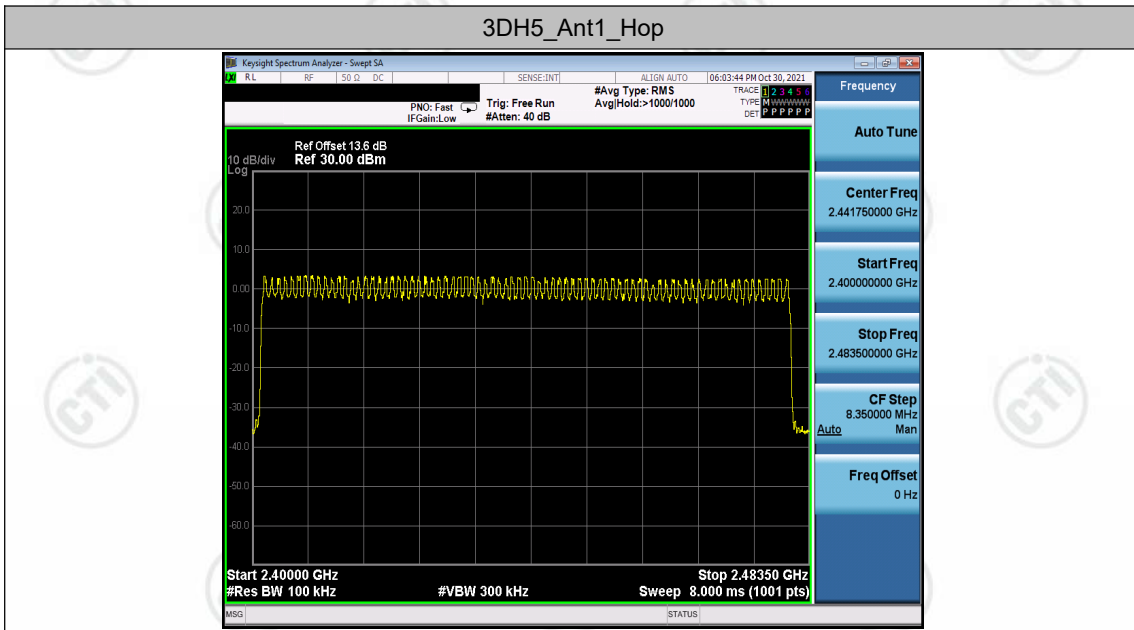 3DH5_Ant1_Hop
Keysight Spectrum Analyzer - Swept SA
LXI RL RF 50 Ω DC SENSE:INT ALIGN AUTO 06:03:44 PM Oct 30, 2021
PNO: Fast
IFGain:Low
Trig: Free Run
#Atten: 40 dB
#Avg Type: RMS
Avg|Hold:>1000/1000
TRACE 1 2 3 4 5 6
TYPE M WWWWW
DET P P P P P P
Ref Offset 13.6 dB
10 dB/div Ref 30.00 dBm
Log
20.0
10.0
0.00
-10.0
-20.0
-30.0
-40.0
-50.0
-60.0
Start 2.40000 GHz Stop 2.48350 GHz
#Res BW 100 kHz #VBW 300 kHz Sweep 8.000 ms (1001 pts)
MSG STATUS
Frequency
Auto Tune
Center Freq
2.441750000 GHz
Start Freq
2.400000000 GHz
Stop Freq
2.483500000 GHz
CF Step
8.350000 MHz
Auto Man
Freq Offset
0 Hz
CTI
CTI